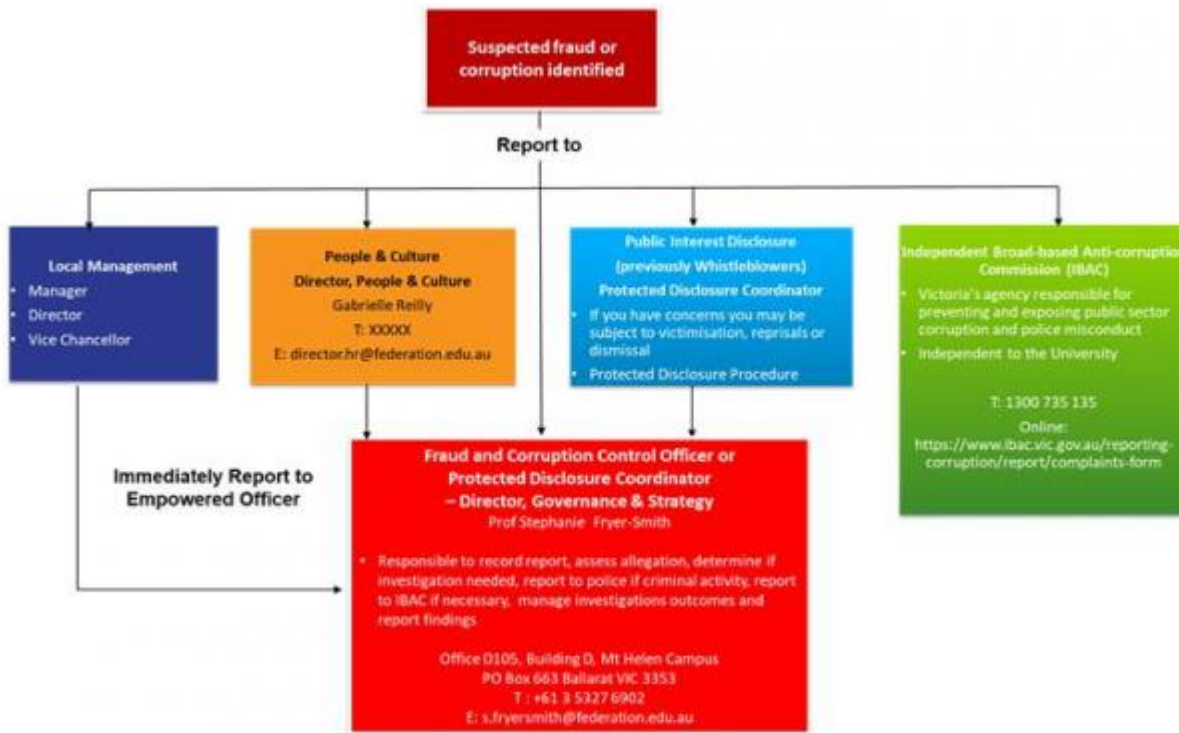 Suspected fraud or
corruption identified
Report to
Local Management
• Manager
• Director
• Vice Chancellor
People & Culture
Director, People & Culture
Gabrielle Reilly
T: XXXXX
E: director.hr@federation.edu.au
Public Interest Disclosure
(previously Whistleblowers)
Protected Disclosure Coordinator
• If you have concerns you may be
subject to victimisation, reprisals or
dismissal
• Protected Disclosure Procedure
Independent Broad-based Anti-corruption
Commission (IBAC)
• Victoria's agency responsible for
preventing and exposing public sector
corruption and police misconduct
• Independent to the University
T: 1300 735 135
Online:
https://www.ibac.vic.gov.au/reporting-
corruption/report/complaints-form
Immediately Report to
Empowered Officer
Fraud and Corruption Control Officer or
Protected Disclosure Coordinator
– Director, Governance & Strategy
Prof Stephanie Fryer-Smith
• Responsible to record report, assess allegation, determine if
investigation needed, report to police if criminal activity, report
to IBAC if necessary, manage investigations outcomes and
report findings
Office D105, Building D, Mt Helen Campus
PO Box 663 Ballarat VIC 3353
T : +61 3 5327 6902
E: s.fryersmith@federation.edu.au